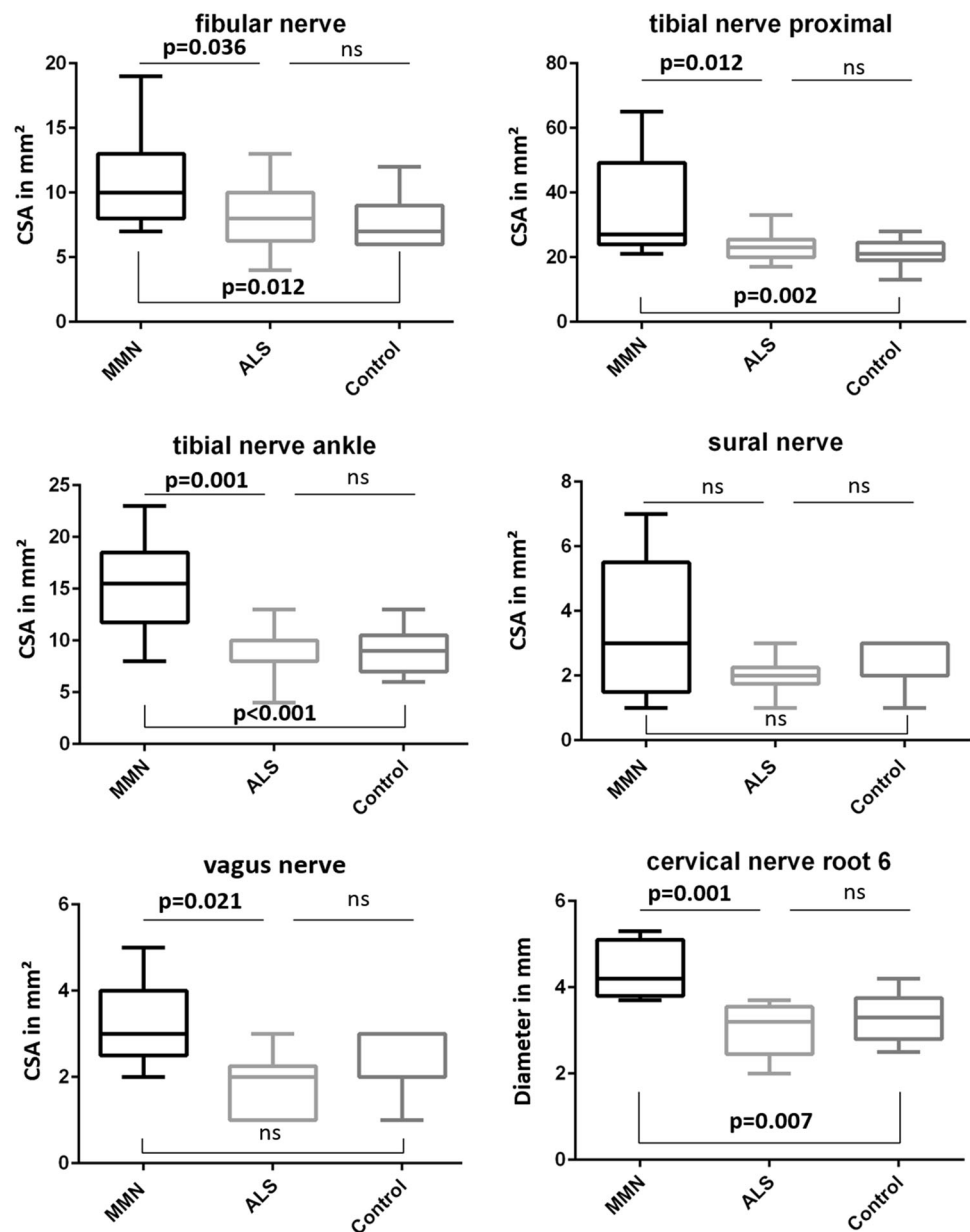 fibular nerve
p=0.036
ns
20
15
10
5
0
CSA in mm²
p=0.012
MMN
ALS
Control
tibial nerve proximal
p=0.012
ns
80
60
40
20
0
CSA in mm²
p=0.002
MMN
ALS
Control
tibial nerve ankle
p=0.001
ns
25
20
15
10
5
0
CSA in mm²
p<0.001
MMN
ALS
Control
sural nerve
ns
ns
8
6
4
2
0
CSA in mm²
ns
MMN
ALS
Control
vagus nerve
p=0.021
ns
6
4
2
0
CSA in mm²
ns
MMN
ALS
Control
cervical nerve root 6
p=0.001
ns
6
4
2
0
Diameter in mm
p=0.007
MMN
ALS
Control